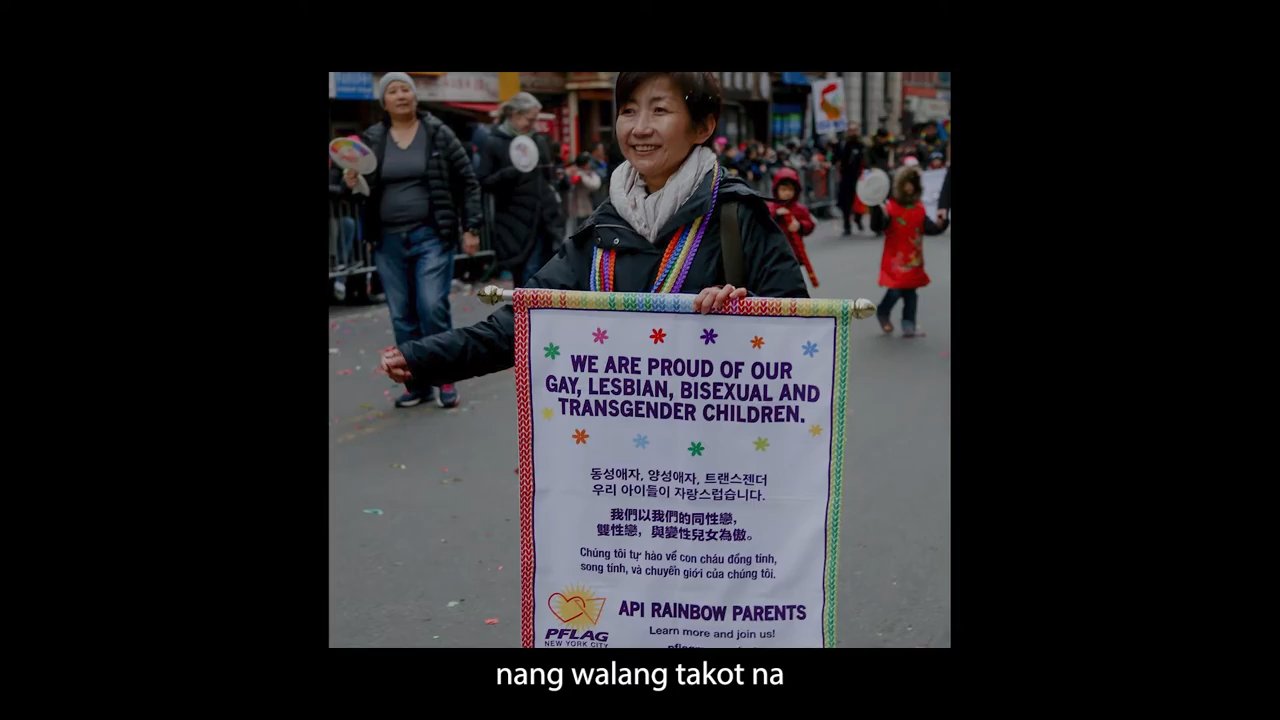 WE ARE PROUD OF OUR
GAY, LESBIAN, BISEXUAL AND
TRANSGENDER CHILDREN.
동성애자, 양성애자, 트랜스젠더
우리 아이들이 자랑스럽습니다.
我們以我們的同性戀,
雙性戀, 與變性兒女為傲。
Chúng tôi tự hào về con cháu đồng tính,
song tính, và chuyển giới của chúng tôi.
PFLAG
NEW YORK CITY
API RAINBOW PARENTS
Learn more and join us!
nang walang takot na